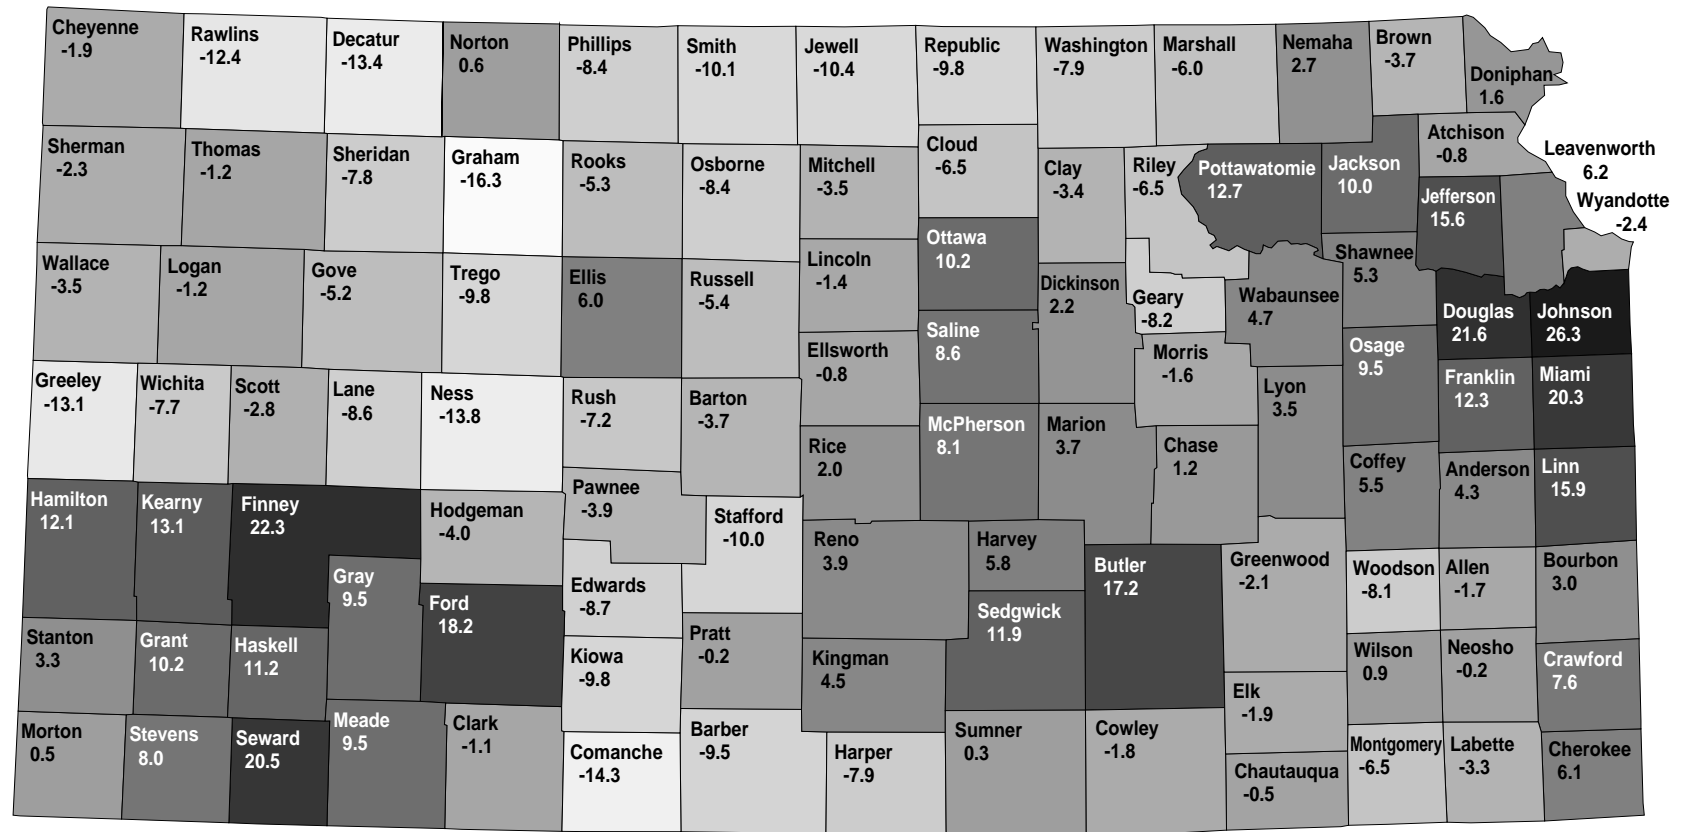 Cheyenne
-1.9
Rawlins
-12.4
Decatur
-13.4
Norton
0.6
Phillips
-8.4
Smith
-10.1
Jewell
-10.4
Republic
-9.8
Washington
-7.9
Marshall
-6.0
Nemaha
2.7
Brown
-3.7
Doniphan
1.6
Sherman
-2.3
Thomas
-1.2
Sheridan
-7.8
Graham
-16.3
Rooks
-5.3
Osborne
-8.4
Mitchell
-3.5
Cloud
-6.5
Clay
-3.4
Riley
-6.5
Pottawatomie
12.7
Jackson
10.0
Atchison
-0.8
Jefferson
15.6
Leavenworth
6.2
Wyandotte
-2.4
Wallace
-3.5
Logan
-1.2
Gove
-5.2
Trego
-9.8
Ellis
6.0
Russell
-5.4
Lincoln
-1.4
Ottawa
10.2
Dickinson
2.2
Geary
-8.2
Wabaunsee
4.7
Shawnee
5.3
Douglas
21.6
Johnson
26.3
Greeley
-13.1
Wichita
-7.7
Scott
-2.8
Lane
-8.6
Ness
-13.8
Rush
-7.2
Barton
-3.7
Ellsworth
-0.8
Saline
8.6
Morris
-1.6
Osage
9.5
Franklin
12.3
Miami
20.3
Rice
2.0
McPherson
8.1
Marion
3.7
Chase
1.2
Lyon
3.5
Coffey
5.5
Anderson
4.3
Linn
15.9
Hamilton
12.1
Kearny
13.1
Finney
22.3
Hodgeman
-4.0
Pawnee
-3.9
Stafford
-10.0
Reno
3.9
Harvey
5.8
Butler
17.2
Greenwood
-2.1
Woodson
-8.1
Allen
-1.7
Bourbon
3.0
Gray
9.5
Ford
18.2
Edwards
-8.7
Sedgwick
11.9
Stanton
3.3
Grant
10.2
Haskell
11.2
Kiowa
-9.8
Pratt
-0.2
Kingman
4.5
Elk
-1.9
Wilson
0.9
Neosho
-0.2
Crawford
7.6
Morton
0.5
Stevens
8.0
Seward
20.5
Meade
9.5
Clark
-1.1
Comanche
-14.3
Barber
-9.5
Harper
-7.9
Sumner
0.3
Cowley
-1.8
Chautauqua
-0.5
Montgomery
-6.5
Labette
-3.3
Cherokee
6.1